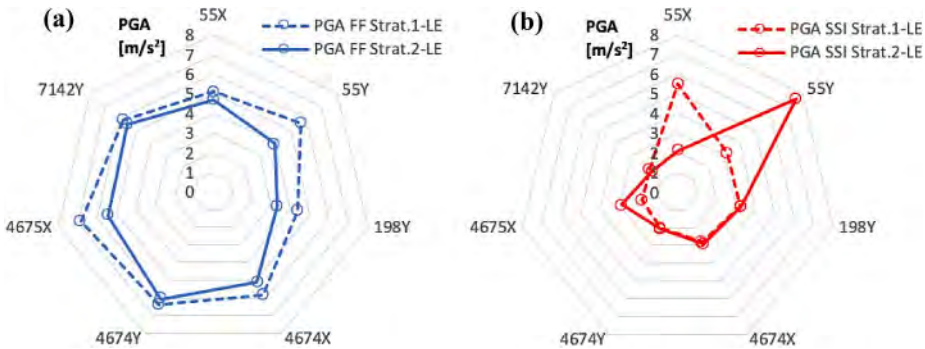 (a)
PGA
[m/s²]
55X
PGA FF Strat.1-LE
PGA FF Strat.2-LE
8
7
6
5
4
3
2
1
0
55Y
198Y
4674X
4674Y
4675X
7142Y
(b)
PGA
[m/s²]
55X
PGA SSI Strat.1-LE
PGA SSI Strat.2-LE
8
7
6
5
4
3
2
1
0
55Y
198Y
4674X
4674Y
4675X
7142Y